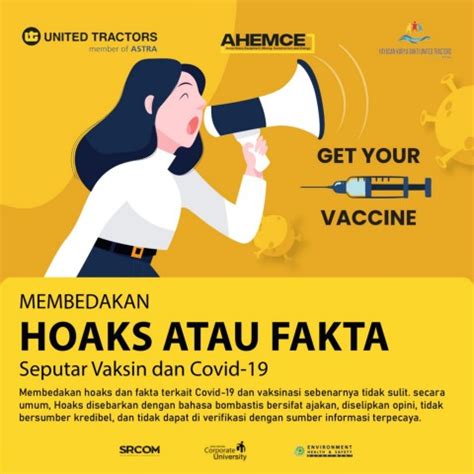 UNITED TRACTORS
member of ASTRA
AHEMCE
GET YOUR
VACCINE
MEMBEDAKAN
HOAKS ATAU FAKTA
Seputar Vaksin dan Covid-19
Membedakan hoaks dan fakta terkait Covid-19 dan vaksinasi sebenarnya tidak sulit. secara
umum, Hoaks disebarkan dengan bahasa bombastis bersifat ajakan, diselipkan opini, tidak
bersumber kredibel, dan tidak dapat di verifikasi dengan sumber informasi terpecaya.
SRCOM
Corporate
University
ENVIRONMENT
HEALTH & SAFETY